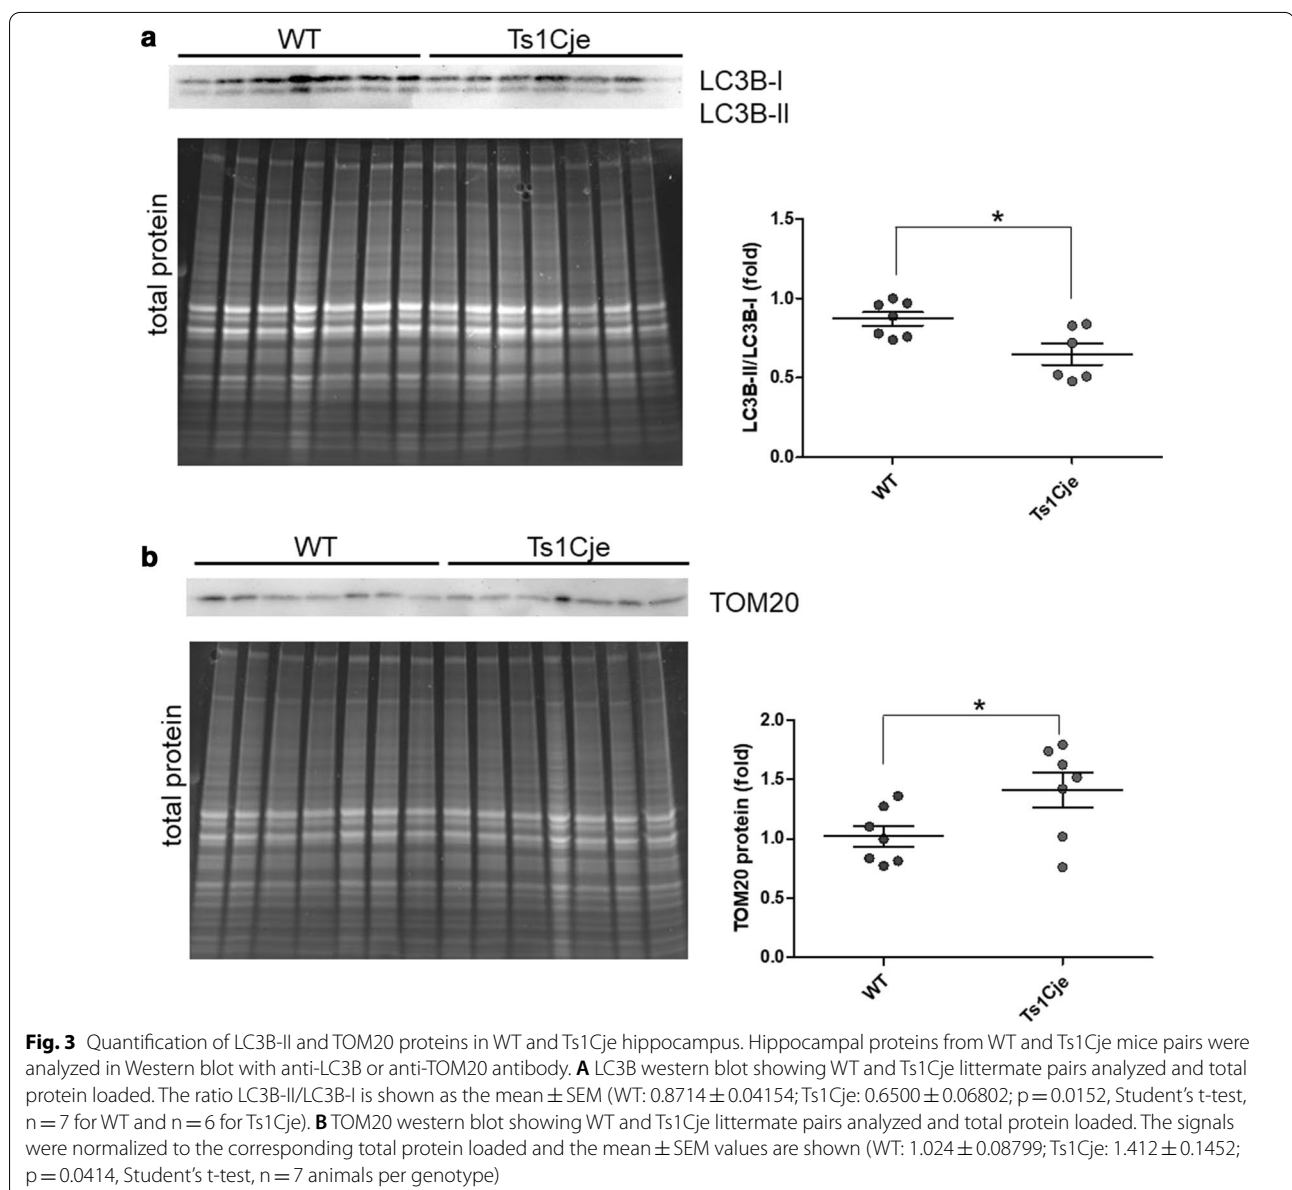 a
WT
Ts1Cje
LC3B-I
LC3B-II
total protein
LC3B-II/LC3B-I (fold)
1.5
1.0
0.5
0.0
*
WT
Ts1Cje
b
WT
Ts1Cje
TOM20
total protein
TOM20 protein (fold)
2.0
1.5
1.0
0.5
0.0
*
WT
Ts1Cje
Fig. 3 Quantification of LC3B-II and TOM20 proteins in WT and Ts1Cje hippocampus. Hippocampal proteins from WT and Ts1Cje mice pairs were
analyzed in Western blot with anti-LC3B or anti-TOM20 antibody. A LC3B western blot showing WT and Ts1Cje littermate pairs analyzed and total
protein loaded. The ratio LC3B-II/LC3B-I is shown as the mean ± SEM (WT: 0.8714 ± 0.04154; Ts1Cje: 0.6500 ± 0.06802; p = 0.0152, Student's t-test,
n = 7 for WT and n = 6 for Ts1Cje). B TOM20 western blot showing WT and Ts1Cje littermate pairs analyzed and total protein loaded. The signals
were normalized to the corresponding total protein loaded and the mean ± SEM values are shown (WT: 1.024 ± 0.08799; Ts1Cje: 1.412 ± 0.1452;
p = 0.0414, Student's t-test, n = 7 animals per genotype)